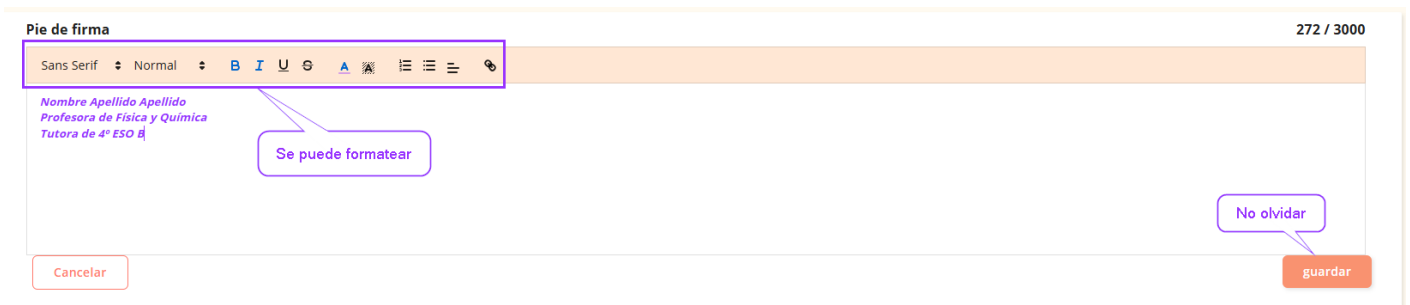 Pie de firma 272 / 3000
Sans Serif Normal B I U S A A
Nombre Apellido Apellido
Profesora de Física y Química
Tutora de 4º ESO B
Se puede formatear
No olvidar
Cancelar guardar